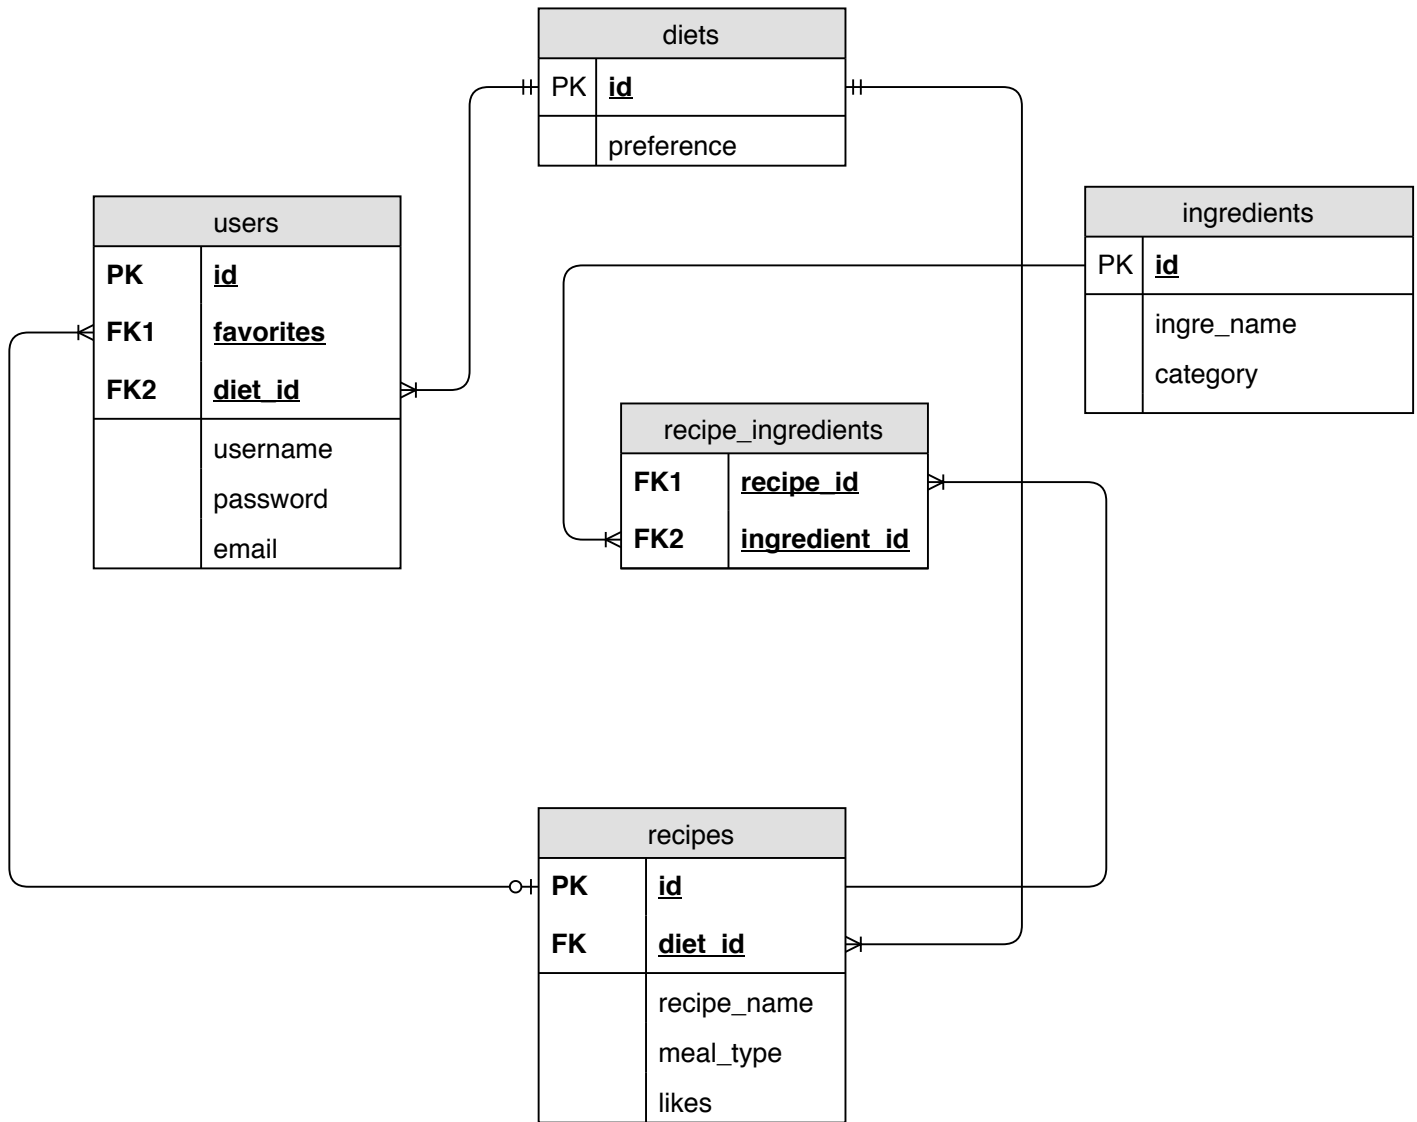 diets
PK id
preference
users
PK id
FK1 favorites
FK2 diet_id
username
password
email
ingredients
PK id
ingre_name
category
recipe_ingredients
FK1 recipe_id
FK2 ingredient_id
recipes
PK id
FK diet_id
recipe_name
meal_type
likes